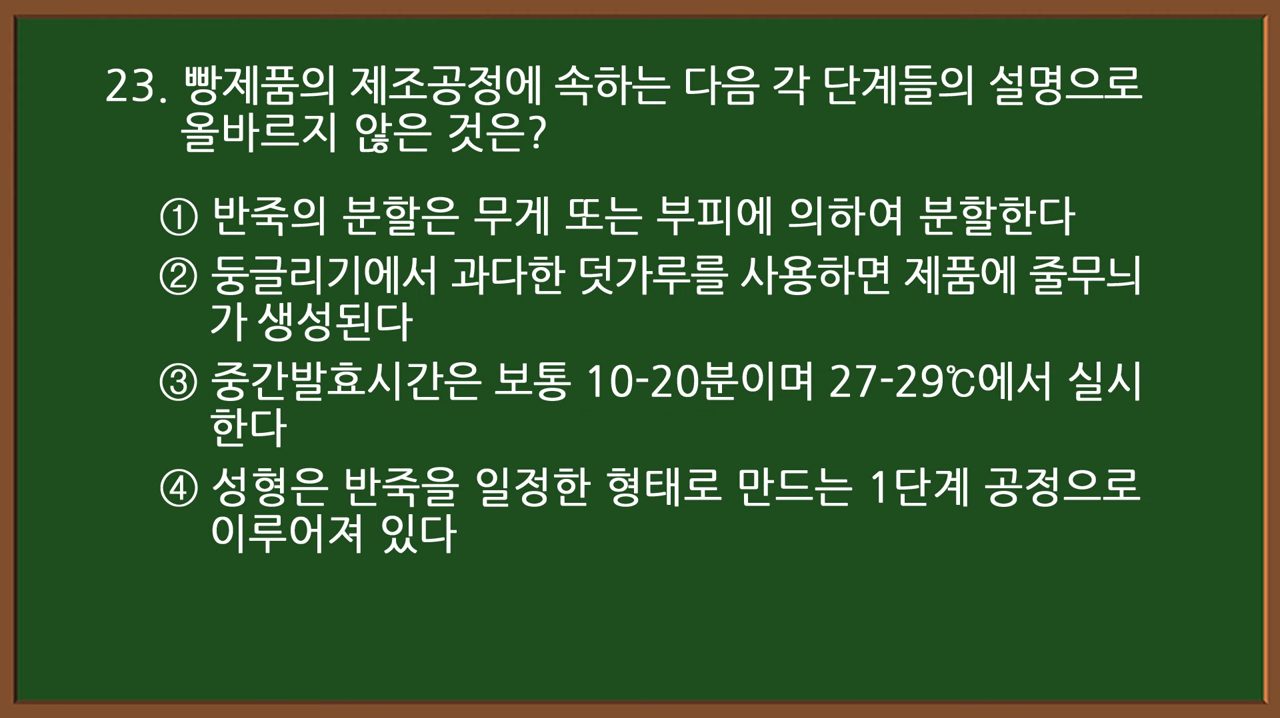 23. 빵제품의 제조공정에 속하는 다음 각 단계들의 설명으로
올바르지 않은 것은?
① 반죽의 분할은 무게 또는 부피에 의하여 분할한다
② 둥글리기에서 과다한 덧가루를 사용하면 제품에 줄무늬
가 생성된다
③ 중간발효시간은 보통 10-20분이며 27-29℃에서 실시
한다
④ 성형은 반죽을 일정한 형태로 만드는 1단계 공정으로
이루어져 있다